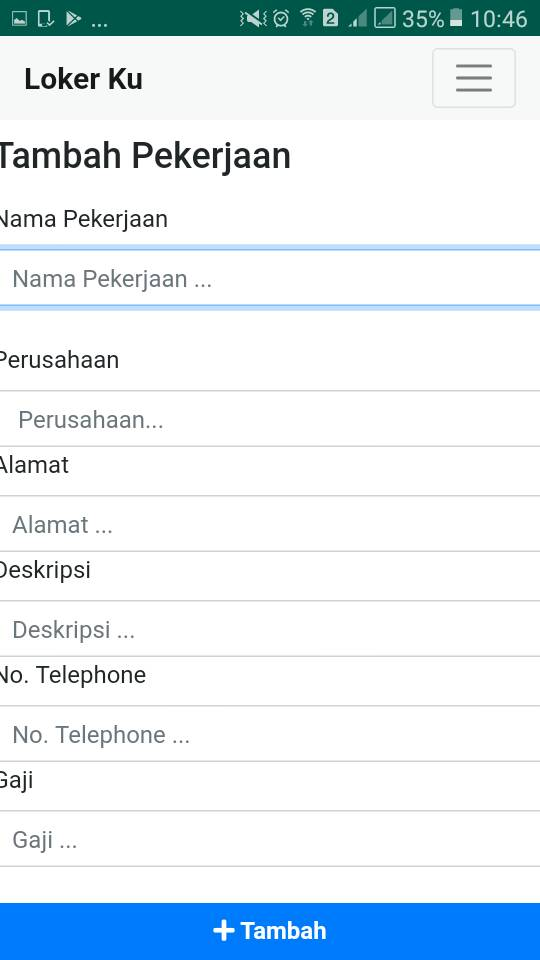 ... 2 35% 10:46
Loker Ku
Tambah Pekerjaan
Nama Pekerjaan
Nama Pekerjaan ...
Perusahaan
Perusahaan...
Alamat
Alamat ...
Deskripsi
Deskripsi ...
No. Telephone
No. Telephone ...
Gaji
Gaji ...
Tambah